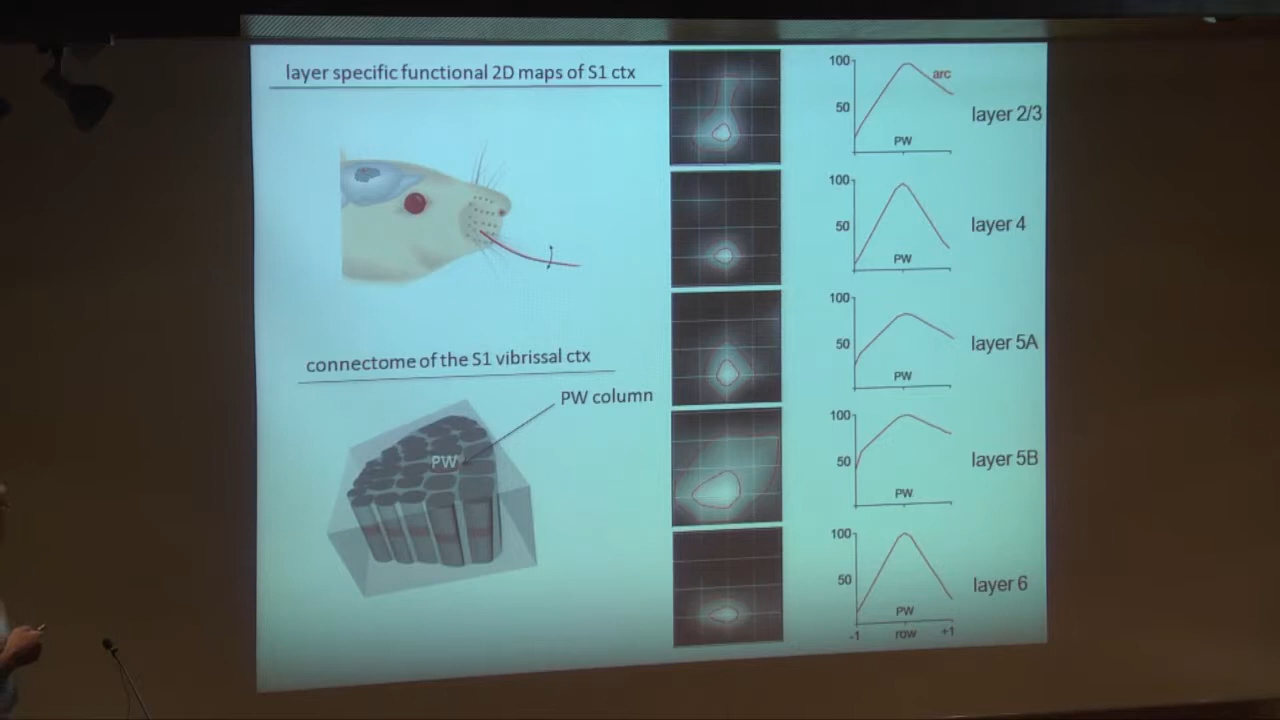 layer specific functional 2D maps of S1 ctx
connectome of the S1 vibrissal ctx
PW column
PW
100
50
arc
PW
layer 2/3
100
50
PW
layer 4
100
50
PW
layer 5A
100
50
PW
layer 5B
100
50
PW
layer 6
-1 row +1